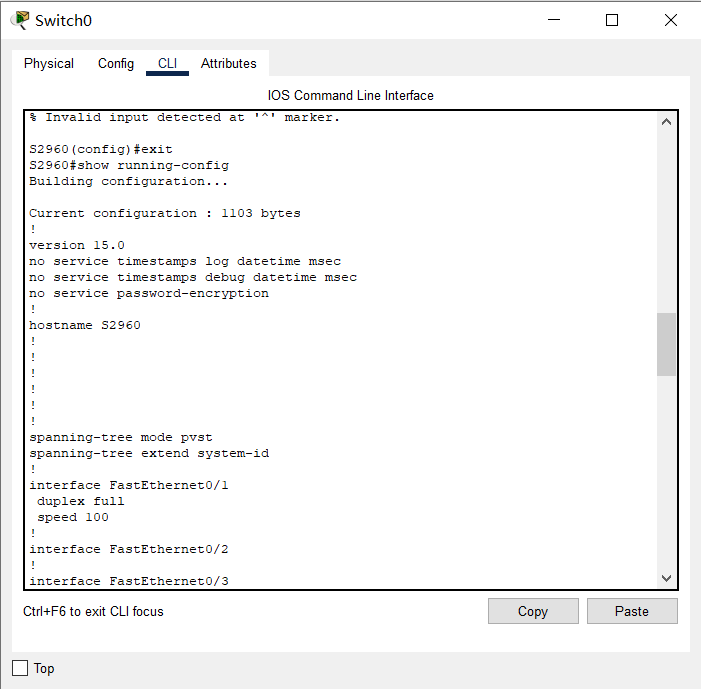 Switch0
Physical Config CLI Attributes
IOS Command Line Interface
% Invalid input detected at '^' marker.
S2960(config)#exit
S2960#show running-config
Building configuration...
Current configuration : 1103 bytes
!
version 15.0
no service timestamps log datetime msec
no service timestamps debug datetime msec
no service password-encryption
!
hostname S2960
!
!
!
!
!
!
spanning-tree mode pvst
spanning-tree extend system-id
!
interface FastEthernet0/1
 duplex full
 speed 100
!
interface FastEthernet0/2
!
interface FastEthernet0/3
Ctrl+F6 to exit CLI focus
Copy Paste
Top